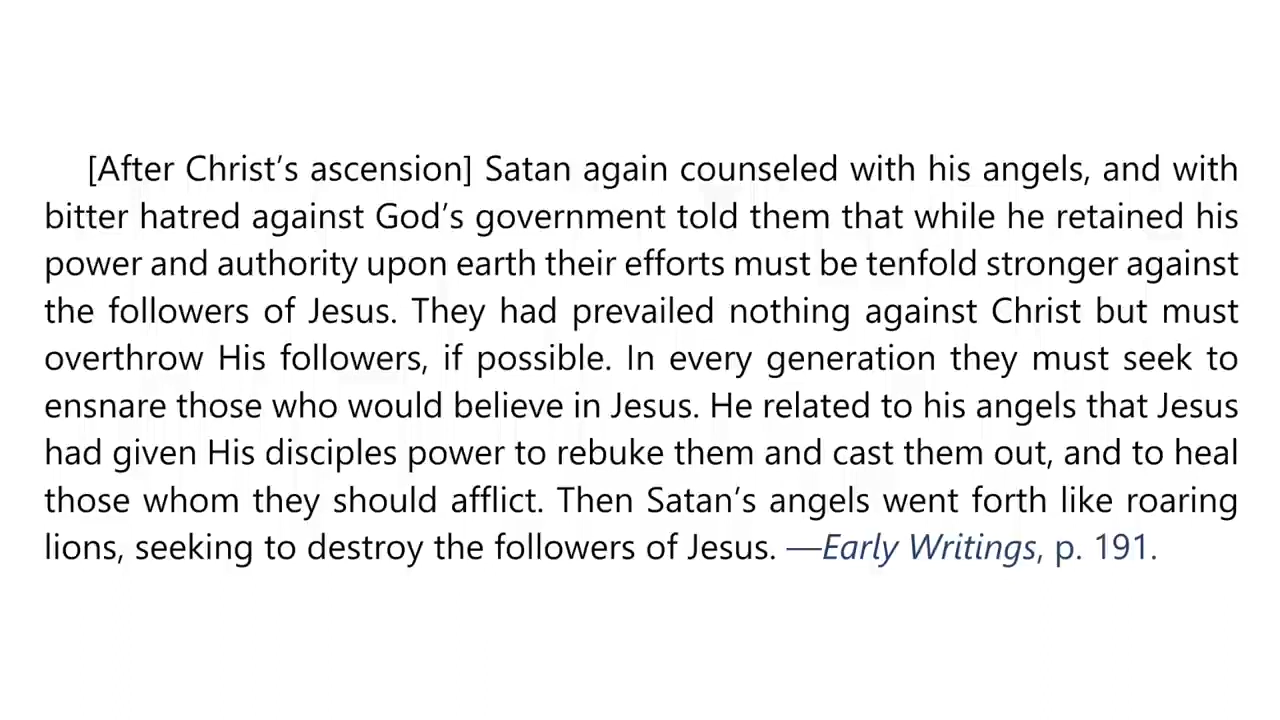 [After Christ’s ascension] Satan again counseled with his angels, and with
bitter hatred against God’s government told them that while he retained his
power and authority upon earth their efforts must be tenfold stronger against
the followers of Jesus. They had prevailed nothing against Christ but must
overthrow His followers, if possible. In every generation they must seek to
ensnare those who would believe in Jesus. He related to his angels that Jesus
had given His disciples power to rebuke them and cast them out, and to heal
those whom they should afflict. Then Satan’s angels went forth like roaring
lions, seeking to destroy the followers of Jesus. —Early Writings, p. 191.